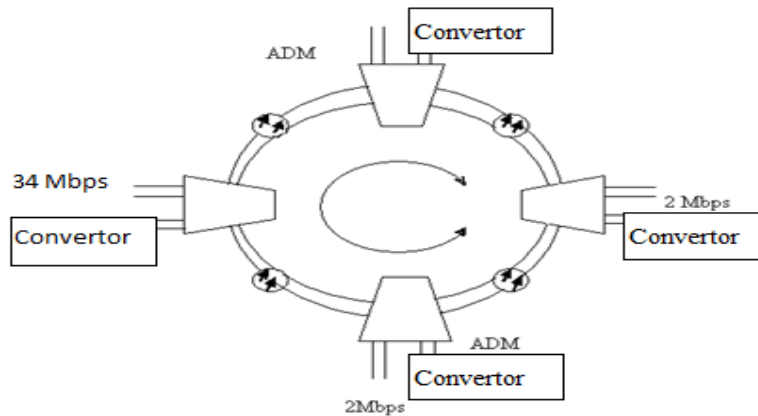 Convertor
ADM
34 Mbps
2 Mbps
Convertor
Convertor
ADM
Convertor
2Mbps